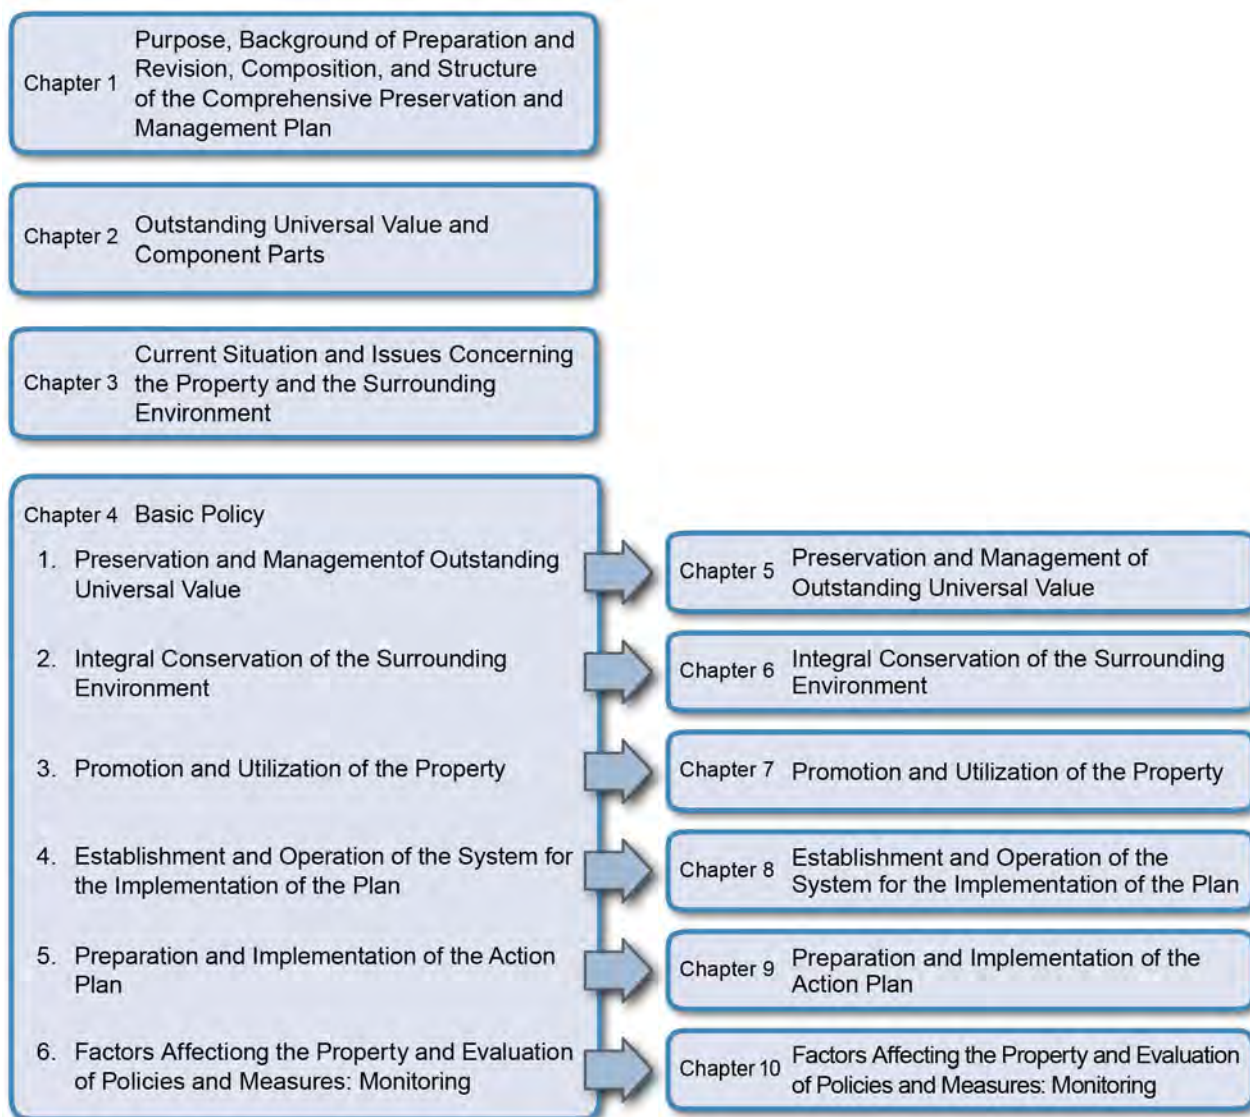 Chapter 1
Purpose, Background of Preparation and
Revision, Composition, and Structure
of the Comprehensive Preservation and
Management Plan
Chapter 2
Outstanding Universal Value and
Component Parts
Chapter 3
Current Situation and Issues Concerning
the Property and the Surrounding
Environment
Chapter 4 Basic Policy
1. Preservation and Managementof Outstanding
Universal Value
2. Integral Conservation of the Surrounding
Environment
3. Promotion and Utilization of the Property
4. Establishment and Operation of the System for
the Implementation of the Plan
5. Preparation and Implementation of the Action
Plan
6. Factors Affectiong the Property and Evaluation
of Policies and Measures: Monitoring
Chapter 5
Preservation and Management of
Outstanding Universal Value
Chapter 6
Integral Conservation of the Surrounding
Environment
Chapter 7 Promotion and Utilization of the Property
Chapter 8
Establishment and Operation of the
System for the Implementation of the Plan
Chapter 9
Preparation and Implementation of the
Action Plan
Chapter 10
Factors Affecting the Property and Evaluation
of Policies and Measures: Monitoring